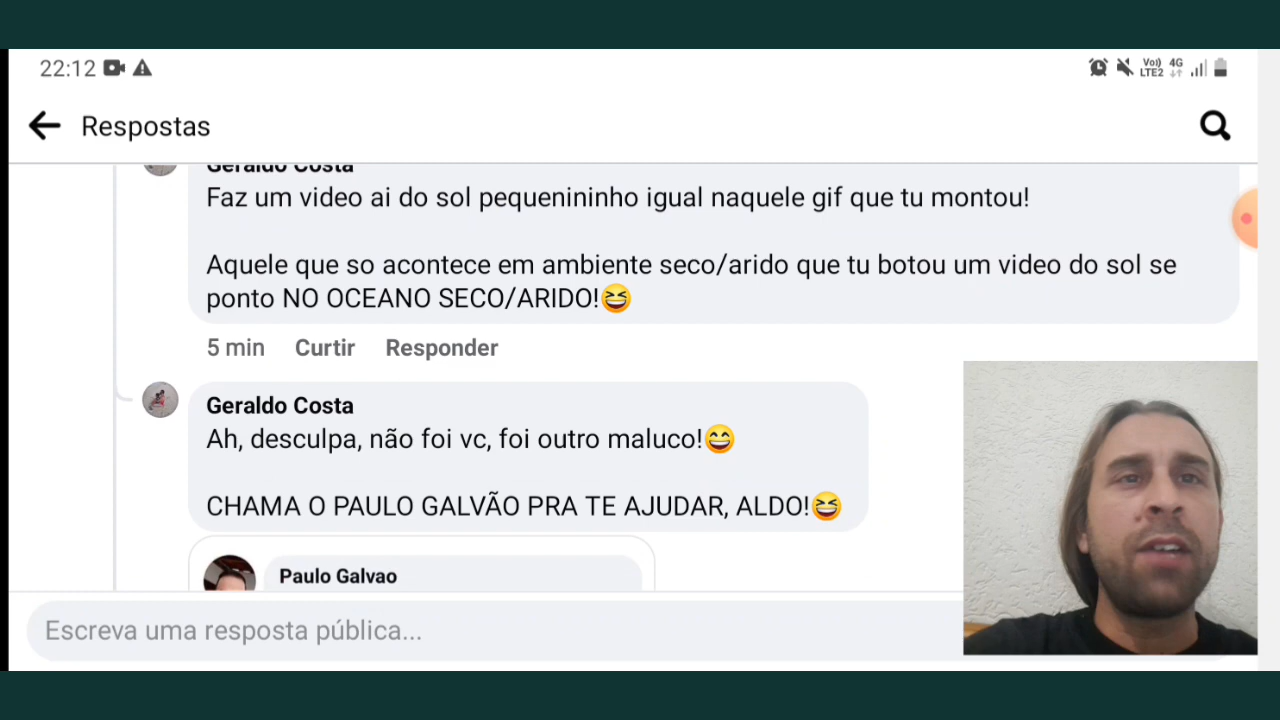 22:12
Vo)) LTE2 4G
Respostas
Geraldo Costa
Faz um video ai do sol pequenininho igual naquele gif que tu montou!
Aquele que so acontece em ambiente seco/arido que tu botou um video do sol se
ponto NO OCEANO SECO/ARIDO!😆
5 min Curtir Responder
Geraldo Costa
Ah, desculpa, não foi vc, foi outro maluco!😄
CHAMA O PAULO GALVÃO PRA TE AJUDAR, ALDO!😆
Paulo Galvao
Escreva uma resposta pública...